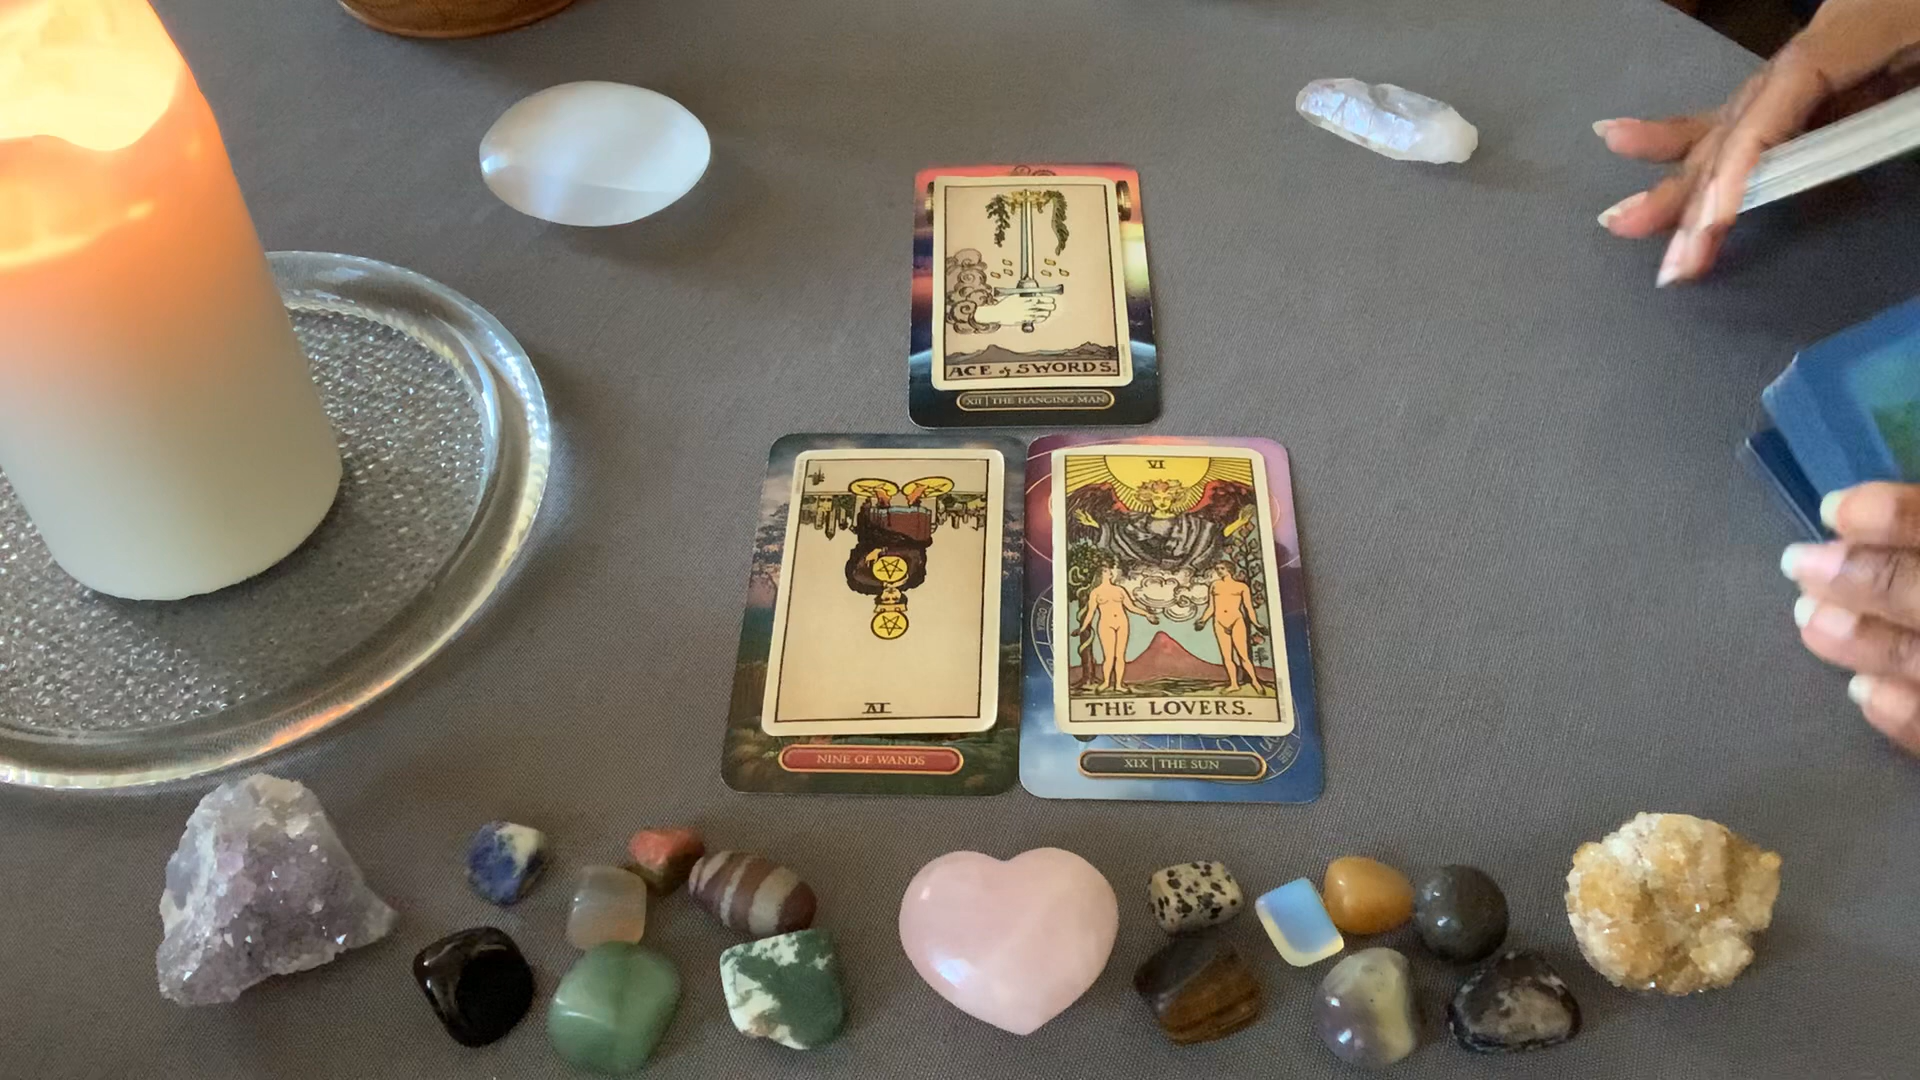 ACE of SWORDS.
XII | THE HANGING MAN
IV
NINE OF WANDS
VI
THE LOVERS.
XIX | THE SUN